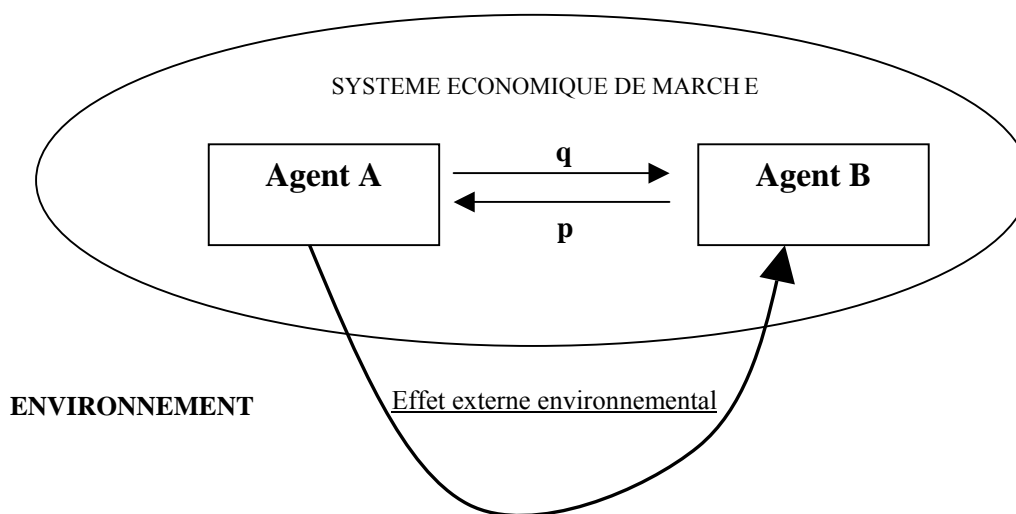 SYSTEME ECONOMIQUE DE MARCHE
Agent A
q
Agent B
p
ENVIRONNEMENT
Effet externe environnemental